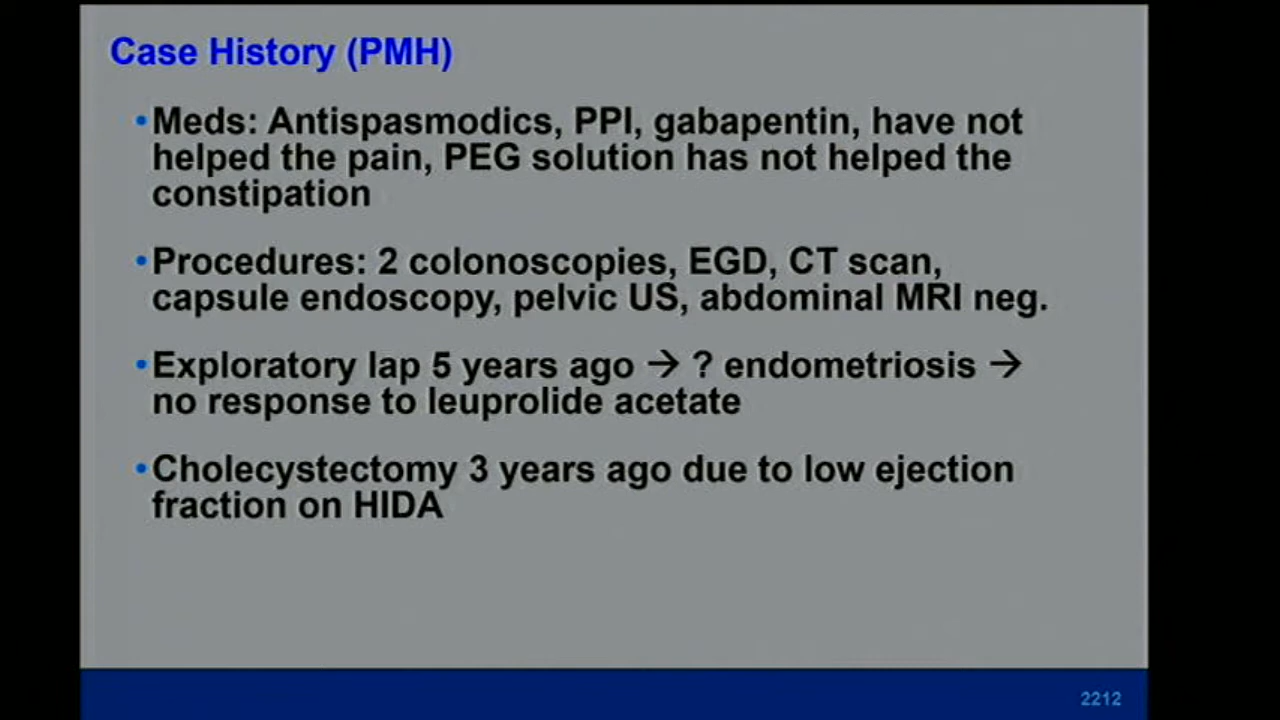 Case History (PMH)
•Meds: Antispasmodics, PPI, gabapentin, have not
helped the pain, PEG solution has not helped the
constipation
•Procedures: 2 colonoscopies, EGD, CT scan,
capsule endoscopy, pelvic US, abdominal MRI neg.
•Exploratory lap 5 years ago → ? endometriosis →
no response to leuprolide acetate
•Cholecystectomy 3 years ago due to low ejection
fraction on HIDA
2212